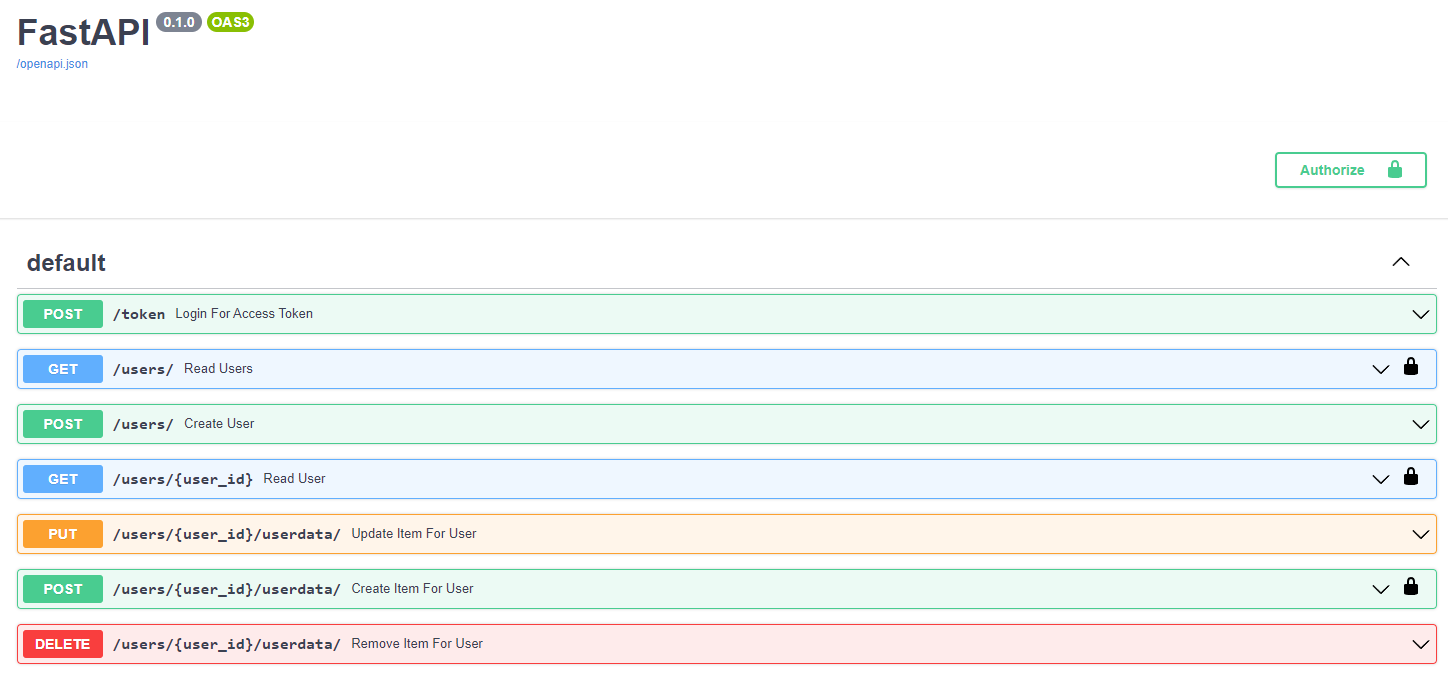 FastAPI 0.1.0 OAS3
/openapi.json
Authorize
default
POST /token Login For Access Token
GET /users/ Read Users
POST /users/ Create User
GET /users/{user_id} Read User
PUT /users/{user_id}/userdata/ Update Item For User
POST /users/{user_id}/userdata/ Create Item For User
DELETE /users/{user_id}/userdata/ Remove Item For User